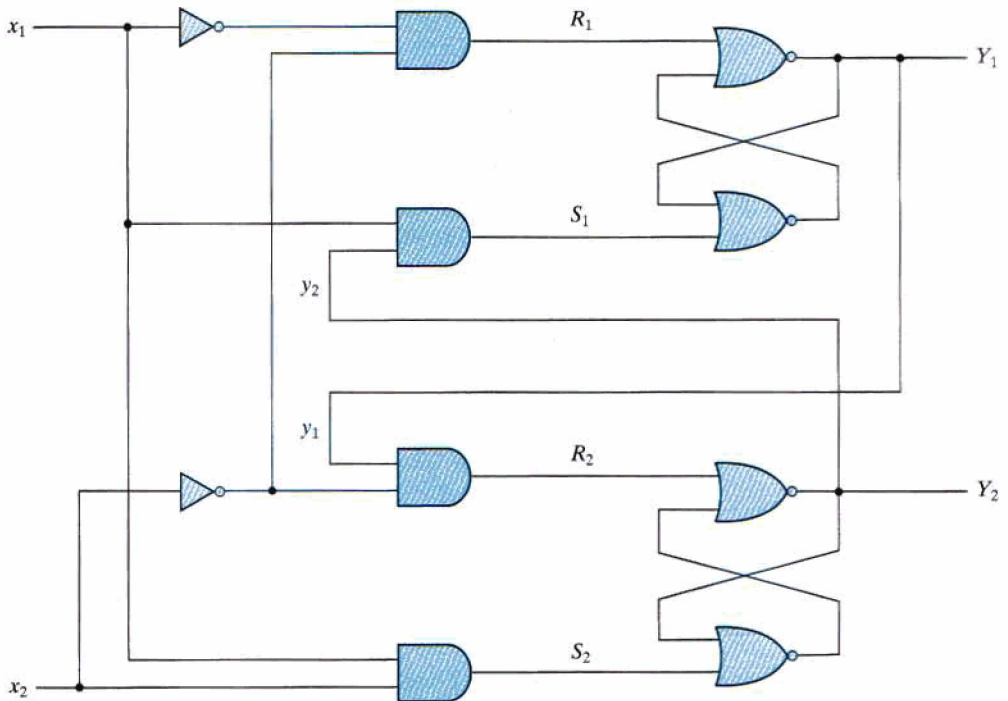 x₁
R₁
Y₁
S₁
y₂
y₁
R₂
Y₂
x₂
S₂